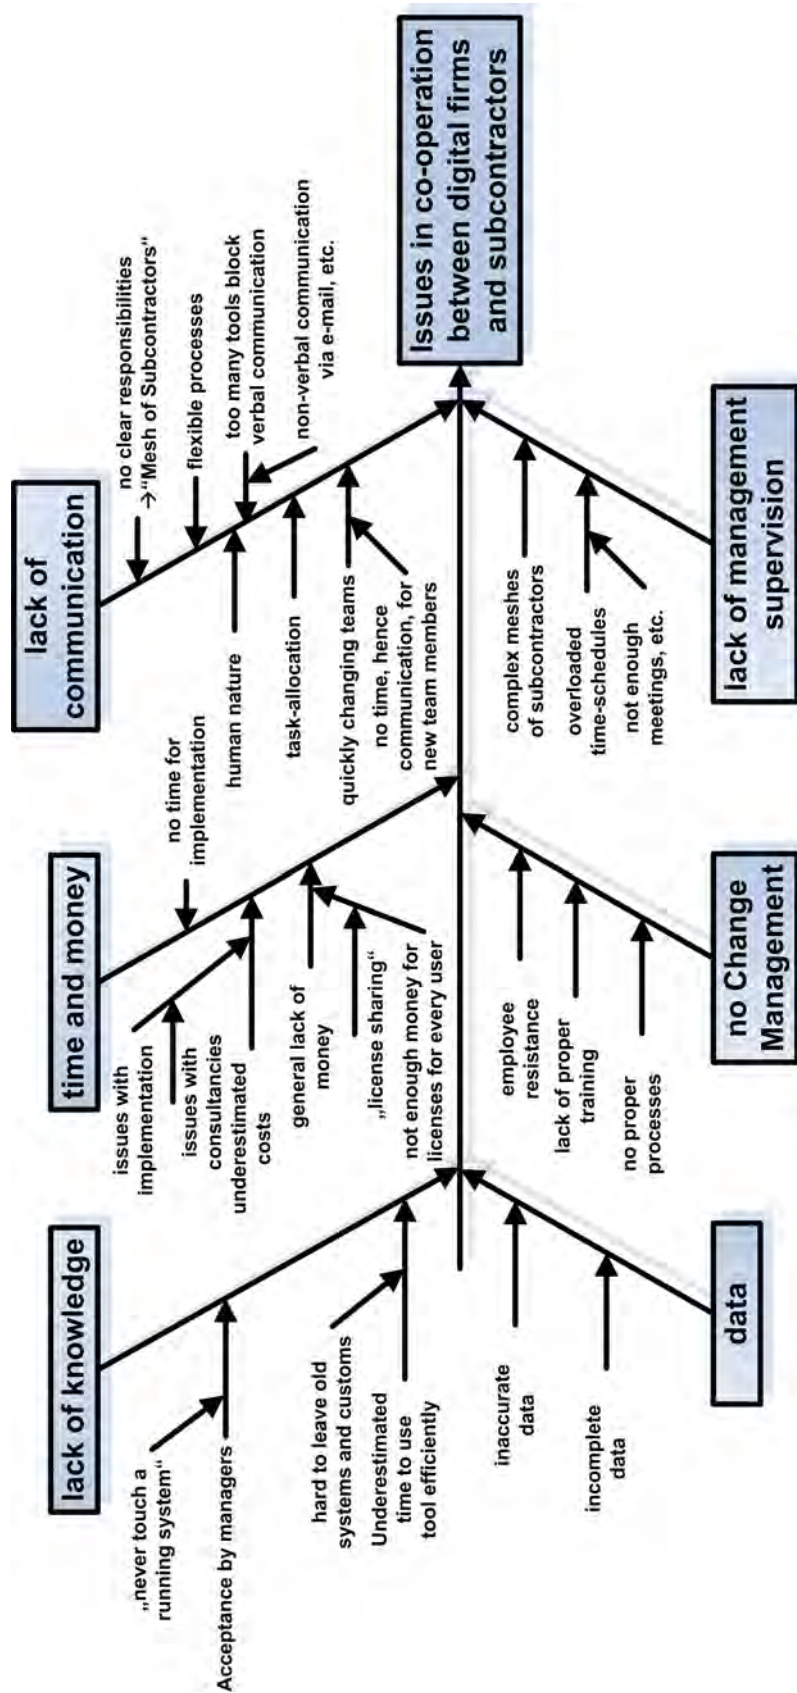 lack of knowledge
„never touch a
running system“
Acceptance by managers
hard to leave old
systems and customs
Underestimated
time to use
tool efficiently
time and money
issues with
implementation
no time for
implementation
issues with
consultancies
underestimated
costs
general lack of
money
„license sharing“
not enough money for
licenses for every user
lack of
communication
no clear responsibilities
→“Mesh of Subcontractors“
flexible processes
human nature
too many tools block
verbal communication
non-verbal communication
via e-mail, etc.
task-allocation
quickly changing teams
no time, hence
communication, for
new team members
Issues in co-operation
between digital firms
and subcontractors
inaccurate
data
incomplete
data
data
employee
resistance
lack of proper
training
no proper
processes
no Change
Management
complex meshes
of subcontractors
overloaded
time-schedules
not enough
meetings, etc.
lack of management
supervision